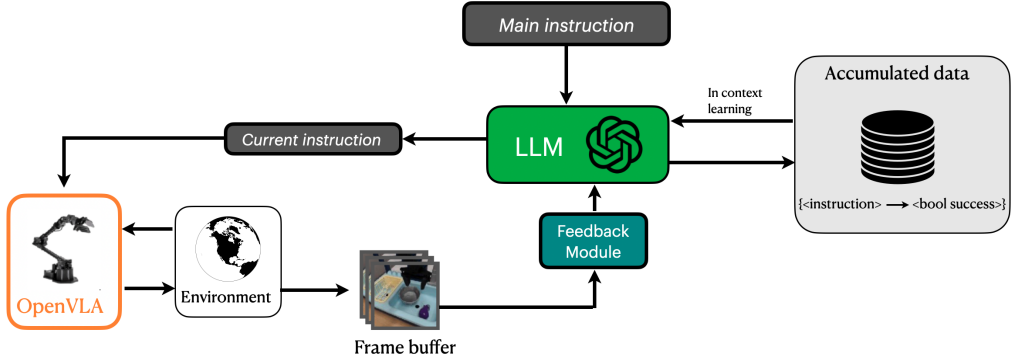 Main instruction
Accumulated data
In context
learning
LLM
Current instruction
{<instruction> → <bool success>}
Feedback
Module
OpenVLA
Environment
Frame buffer